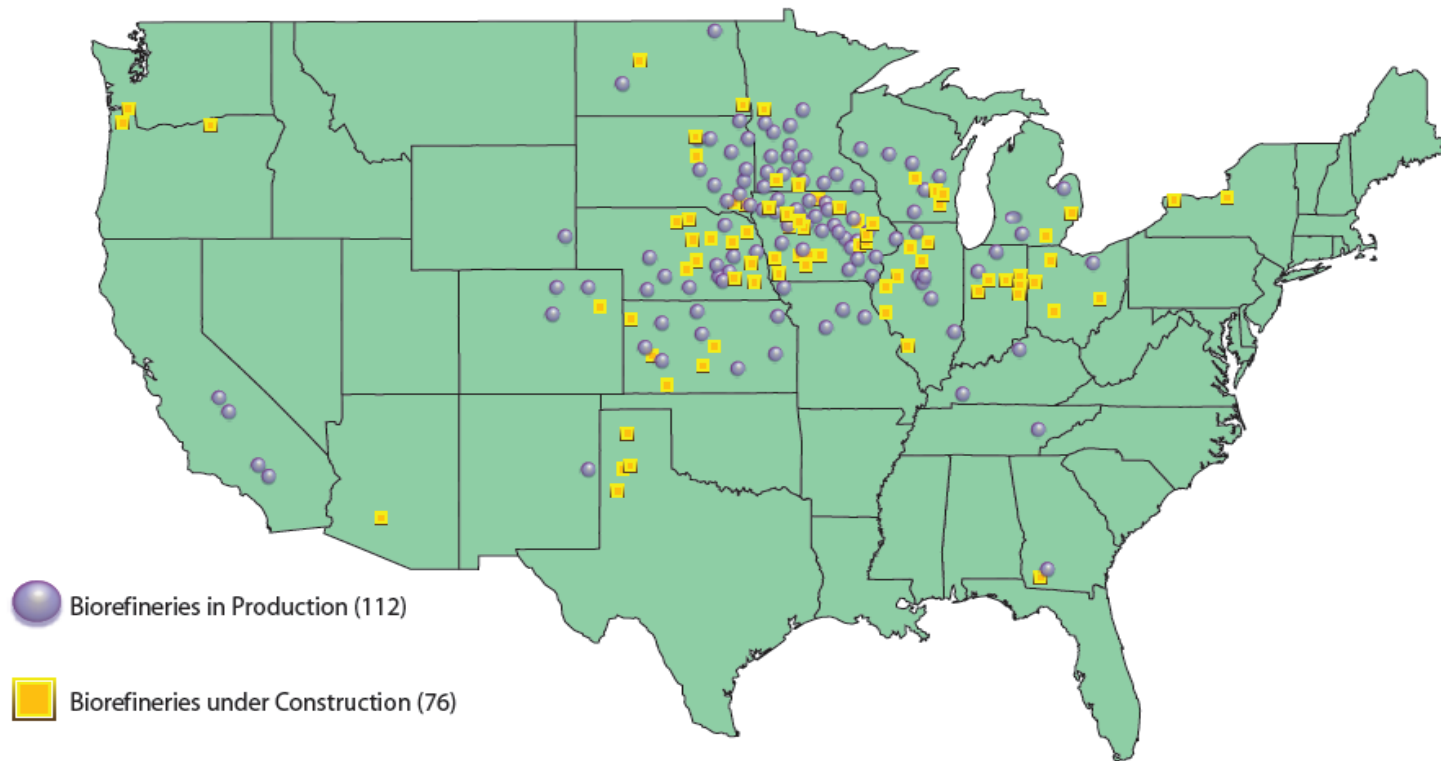 Biorefineries in Production (112)
Biorefineries under Construction (76)